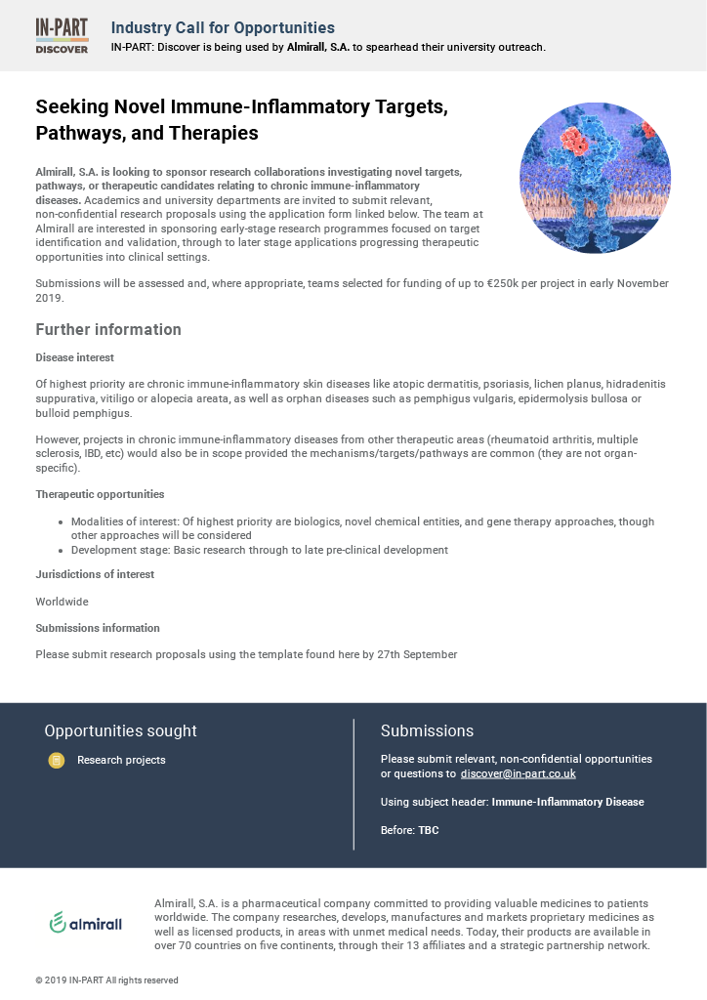 IN-PART
DISCOVER
Industry Call for Opportunities
IN-PART: Discover is being used by Almirall, S.A. to spearhead their university outreach.
Seeking Novel Immune-Inflammatory Targets,
Pathways, and Therapies
Almirall, S.A. is looking to sponsor research collaborations investigating novel targets,
pathways, or therapeutic candidates relating to chronic immune-inflammatory
diseases. Academics and university departments are invited to submit relevant,
non-confidential research proposals using the application form linked below. The team at
Almirall are interested in sponsoring early-stage research programmes focused on target
identification and validation, through to later stage applications progressing therapeutic
opportunities into clinical settings.
Submissions will be assessed and, where appropriate, teams selected for funding of up to €250k per project in early November
2019.
Further information
Disease interest
Of highest priority are chronic immune-inflammatory skin diseases like atopic dermatitis, psoriasis, lichen planus, hidradenitis
suppurativa, vitiligo or alopecia areata, as well as orphan diseases such as pemphigus vulgaris, epidermolysis bullosa or
bulloid pemphigus.
However, projects in chronic immune-inflammatory diseases from other therapeutic areas (rheumatoid arthritis, multiple
sclerosis, IBD, etc) would also be in scope provided the mechanisms/targets/pathways are common (they are not organ-
specific).
Therapeutic opportunities
• Modalities of interest: Of highest priority are biologics, novel chemical entities, and gene therapy approaches, though
other approaches will be considered
• Development stage: Basic research through to late pre-clinical development
Jurisdictions of interest
Worldwide
Submissions information
Please submit research proposals using the template found here by 27th September
Opportunities sought
Research projects
Submissions
Please submit relevant, non-confidential opportunities
or questions to discover@in-part.co.uk
Using subject header: Immune-Inflammatory Disease
Before: TBC
almirall
Almirall, S.A. is a pharmaceutical company committed to providing valuable medicines to patients
worldwide. The company researches, develops, manufactures and markets proprietary medicines as
well as licensed products, in areas with unmet medical needs. Today, their products are available in
over 70 countries on five continents, through their 13 affiliates and a strategic partnership network.
© 2019 IN-PART All rights reserved